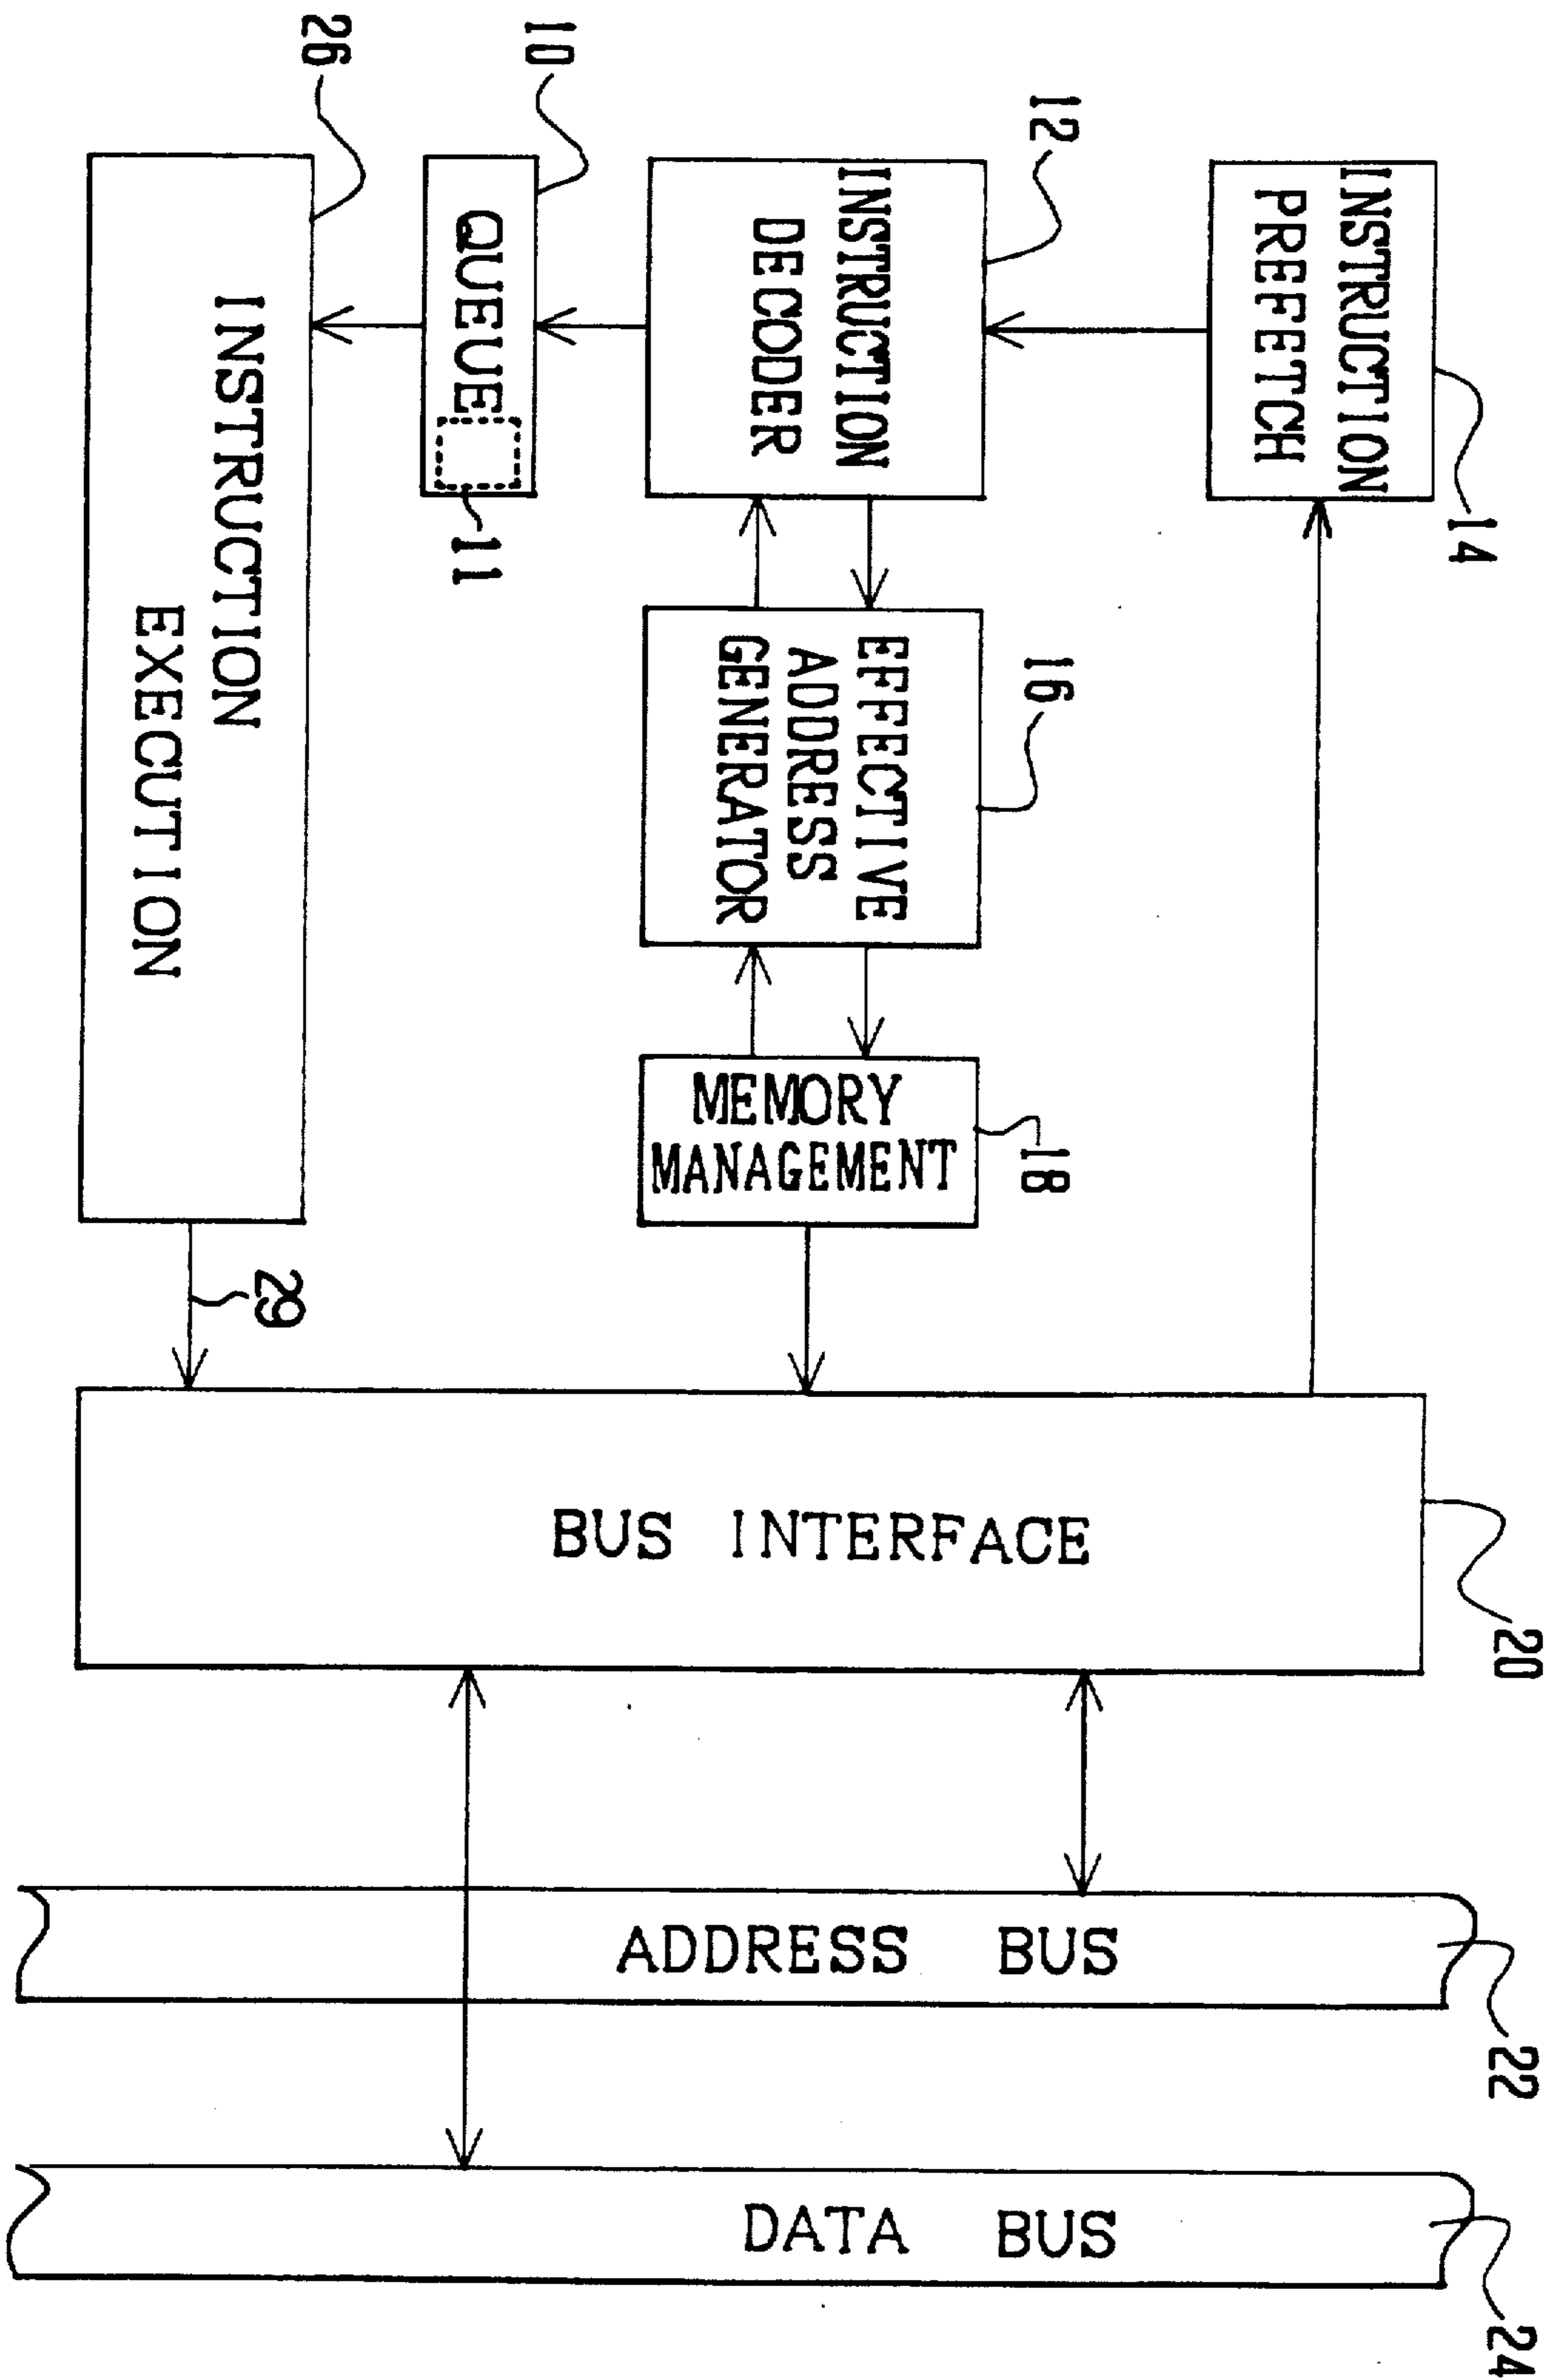 26
10
12
14
INSTRUCTION
PREFETCH
INSTRUCTION
DECODER
QUEUE
11
INSTRUCTION
EXECUTION
16
EFFECTIVE
ADDRESS
GENERATOR
18
MEMORY
MANAGEMENT
29
BUS INTERFACE
20
ADDRESS BUS
22
DATA BUS
24